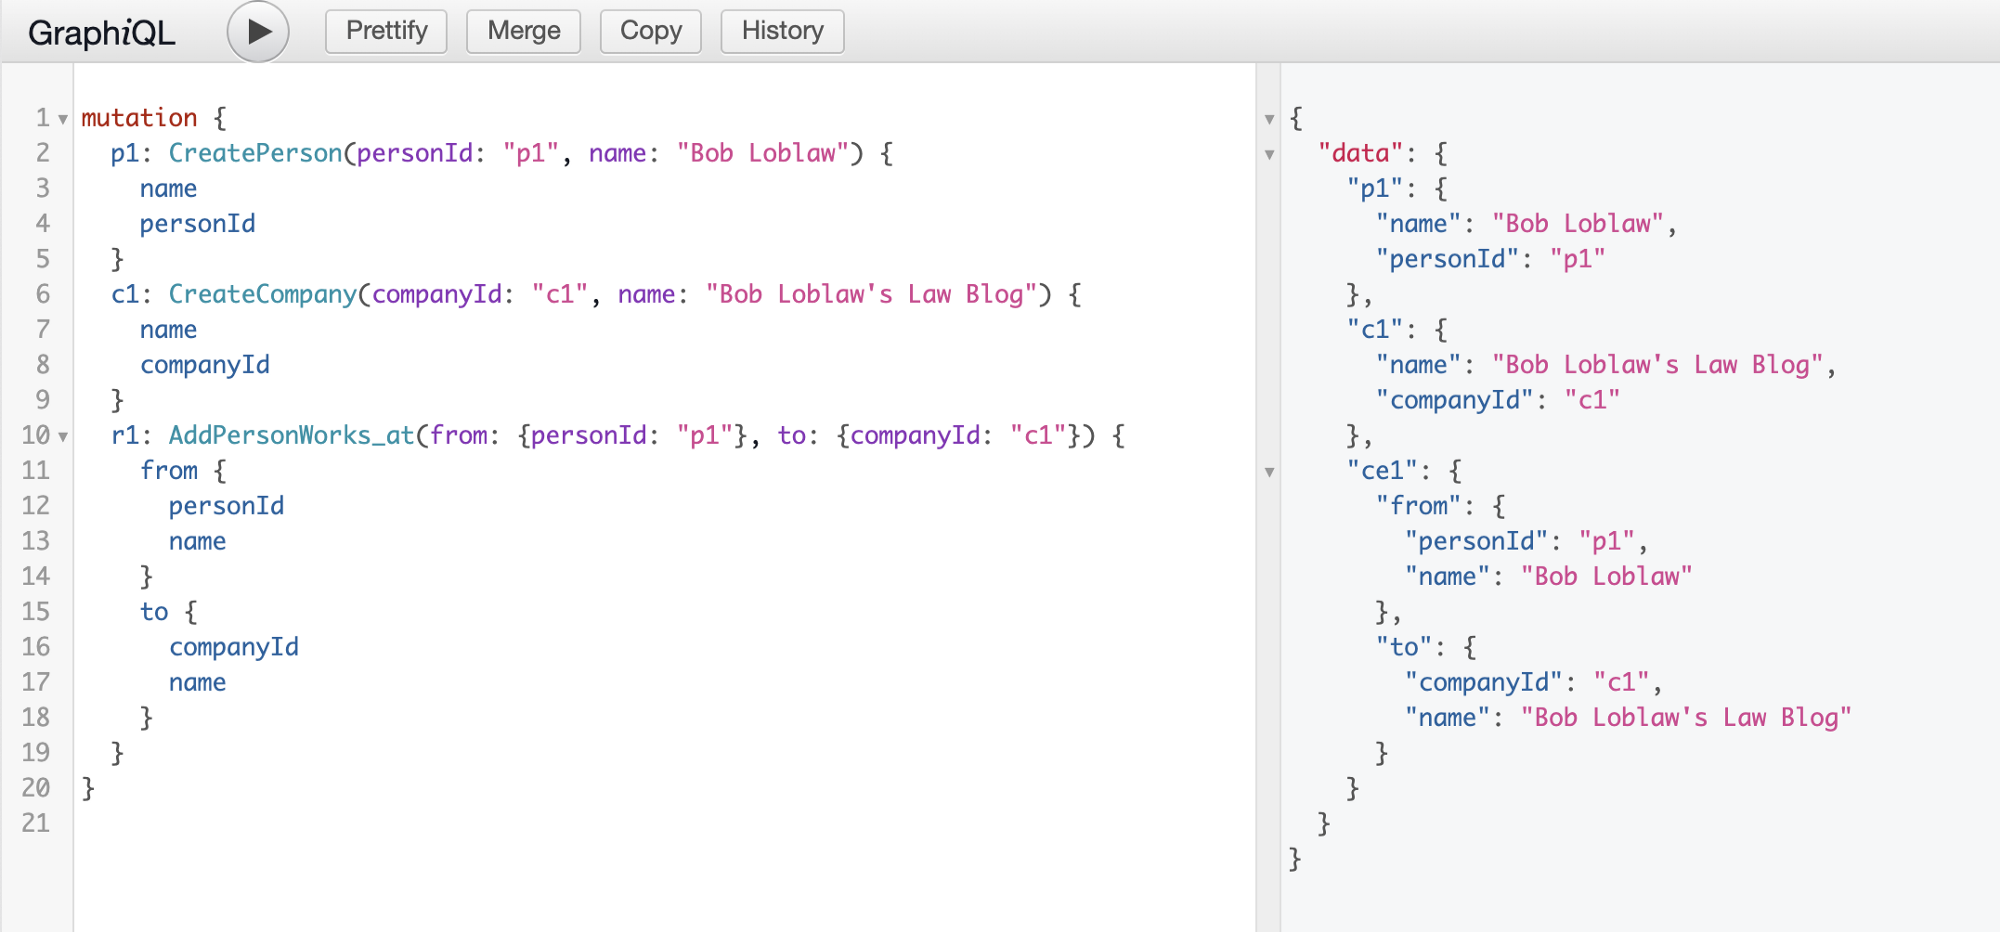 GraphiQL Prettify Merge Copy History
1 mutation {
2 p1: CreatePerson(personId: "p1", name: "Bob Loblaw") {
3 name
4 personId
5 }
6 c1: CreateCompany(companyId: "c1", name: "Bob Loblaw's Law Blog") {
7 name
8 companyId
9 }
10 r1: AddPersonWorks_at(from: {personId: "p1"}, to: {companyId: "c1"}) {
11 from {
12 personId
13 name
14 }
15 to {
16 companyId
17 name
18 }
19 }
20 }
21
{
"data": {
"p1": {
"name": "Bob Loblaw",
"personId": "p1"
},
"c1": {
"name": "Bob Loblaw's Law Blog",
"companyId": "c1"
},
"ce1": {
"from": {
"personId": "p1",
"name": "Bob Loblaw"
},
"to": {
"companyId": "c1",
"name": "Bob Loblaw's Law Blog"
}
}
}
}